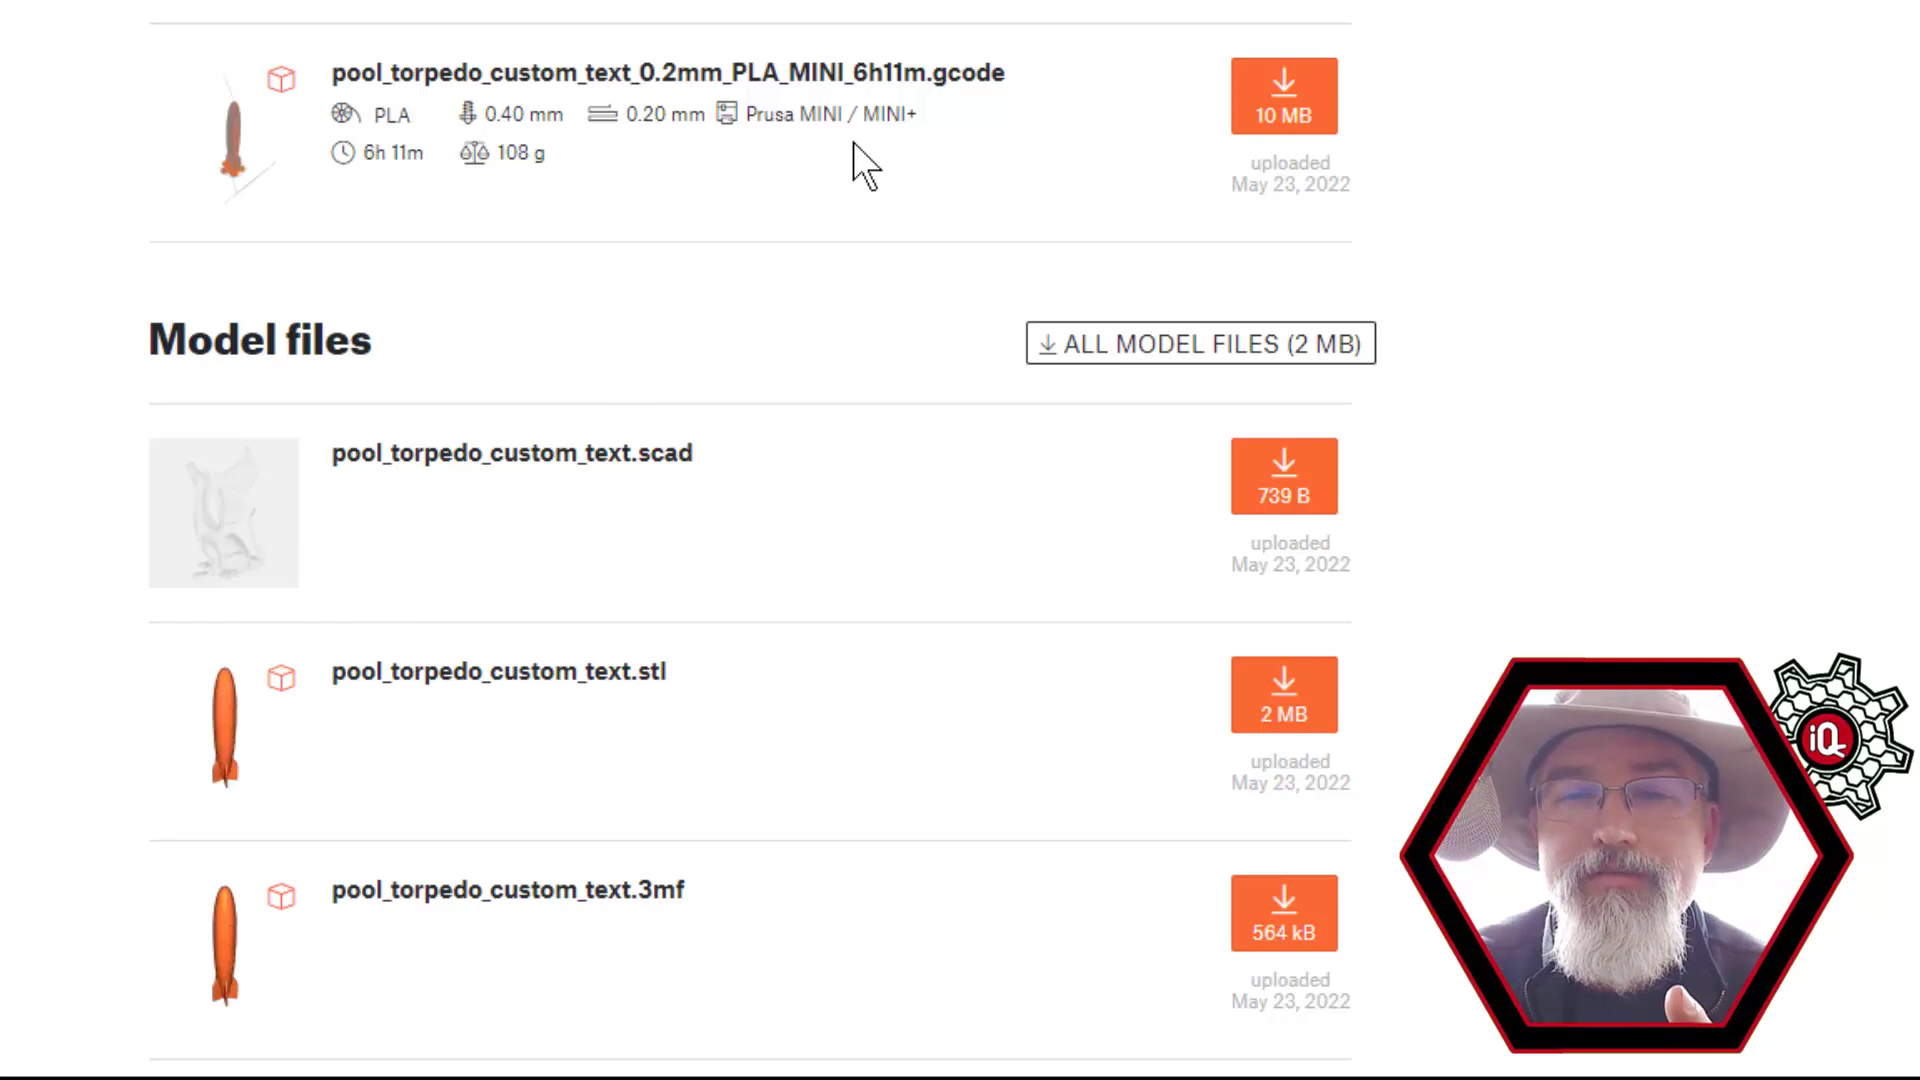 pool_torpedo_custom_text_0.2mm_PLA_MINI_6h11m.gcode
PLA 0.40 mm 0.20 mm Prusa MINI / MINI+
6h 11m 108 g
10 MB
uploaded
May 23, 2022
Model files
ALL MODEL FILES (2 MB)
pool_torpedo_custom_text.scad
739 B
uploaded
May 23, 2022
pool_torpedo_custom_text.stl
2 MB
uploaded
May 23, 2022
pool_torpedo_custom_text.3mf
564 kB
uploaded
May 23, 2022
iQ